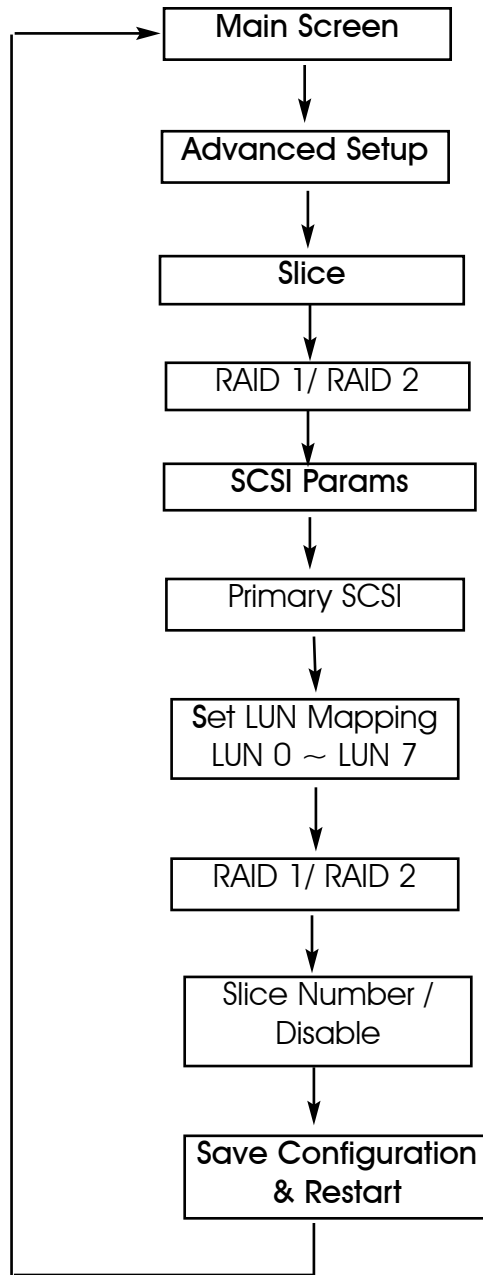 Main Screen
Advanced Setup
Slice
RAID 1/ RAID 2
SCSI Params
Primary SCSI
Set LUN Mapping
LUN 0 ~ LUN 7
RAID 1/ RAID 2
Slice Number /
Disable
Save Configuration
& Restart